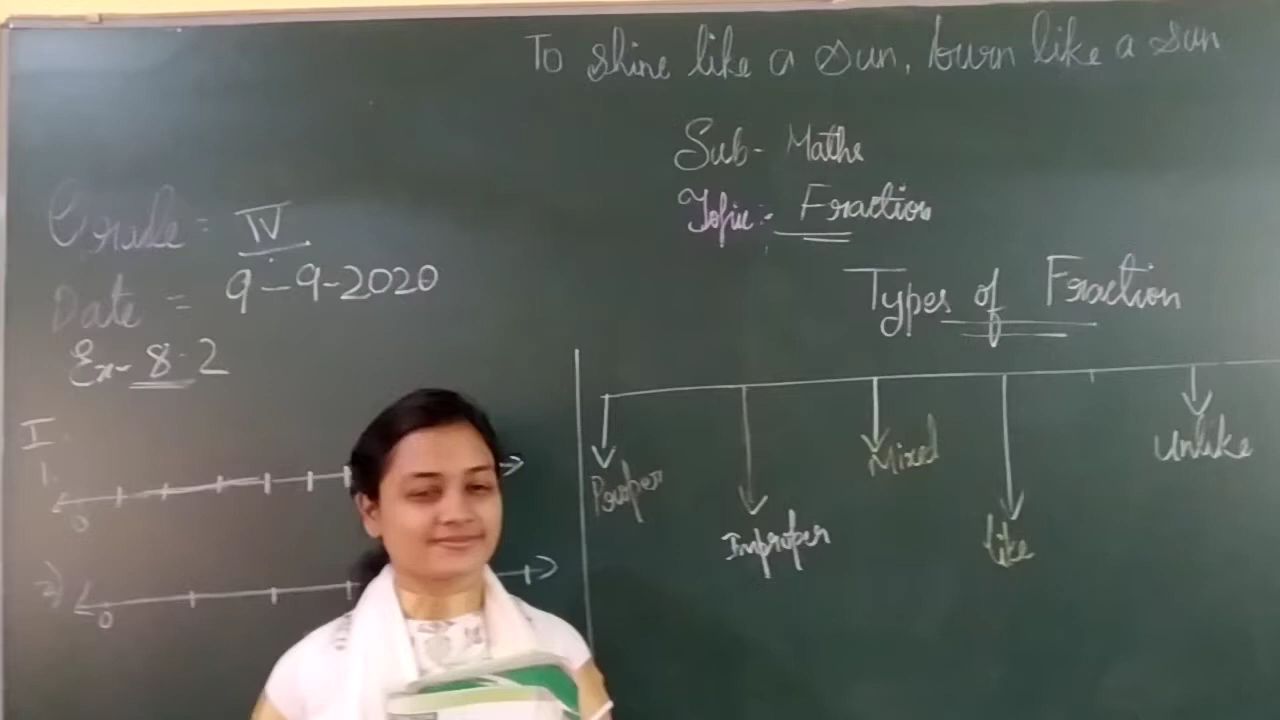 To shine like a sun, burn like a sun
Sub- Maths
Topic:- Fraction
Grade = IV
Date = 9-9-2020
Ex- 8.2
Types of Fraction
I.
1.
0
2)
0
Proper
Improper
Mixed
like
Unlike